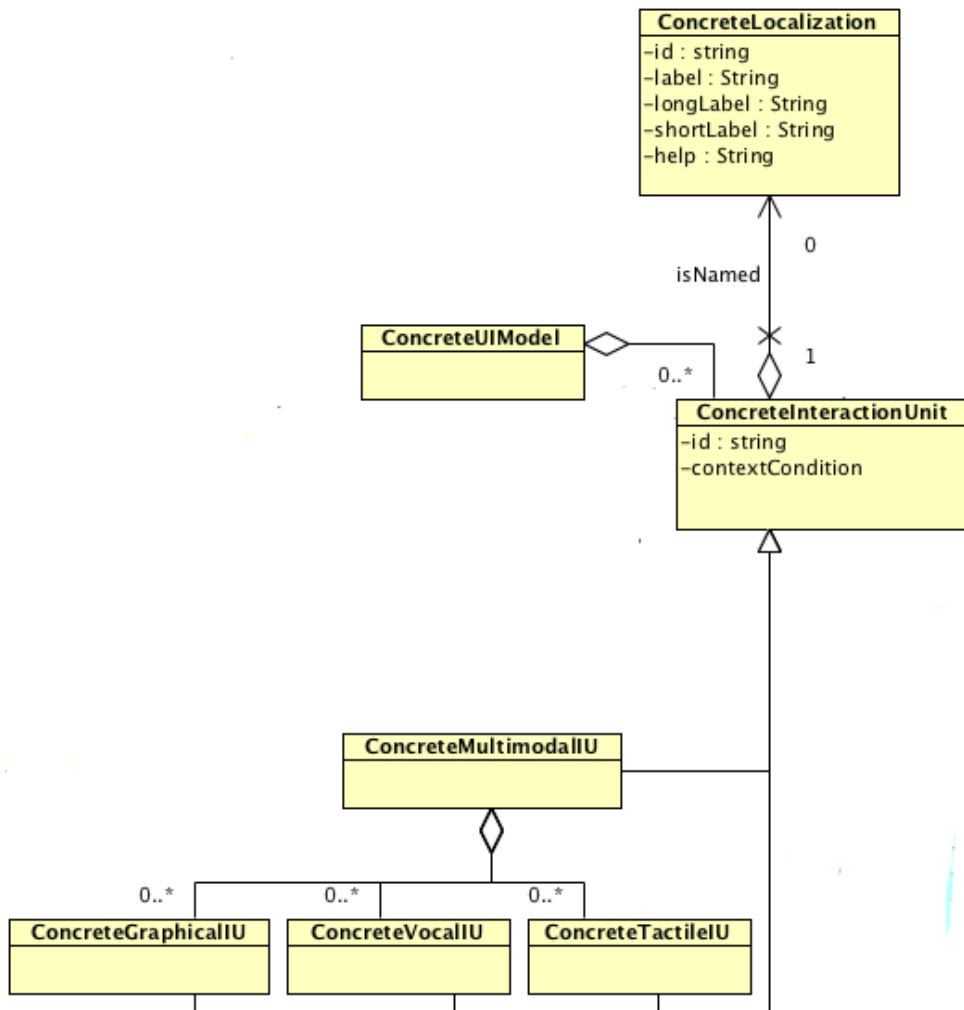 ConcreteLocalization
-id : string
-label : String
-longLabel : String
-shortLabel : String
-help : String
0
isNamed
ConcreteUIModel
1
0..*
ConcreteInteractionUnit
-id : string
-contextCondition
ConcreteMultimodalIU
0..*
0..*
0..*
ConcreteGraphicalIU
ConcreteVocalIU
ConcreteTactileIU